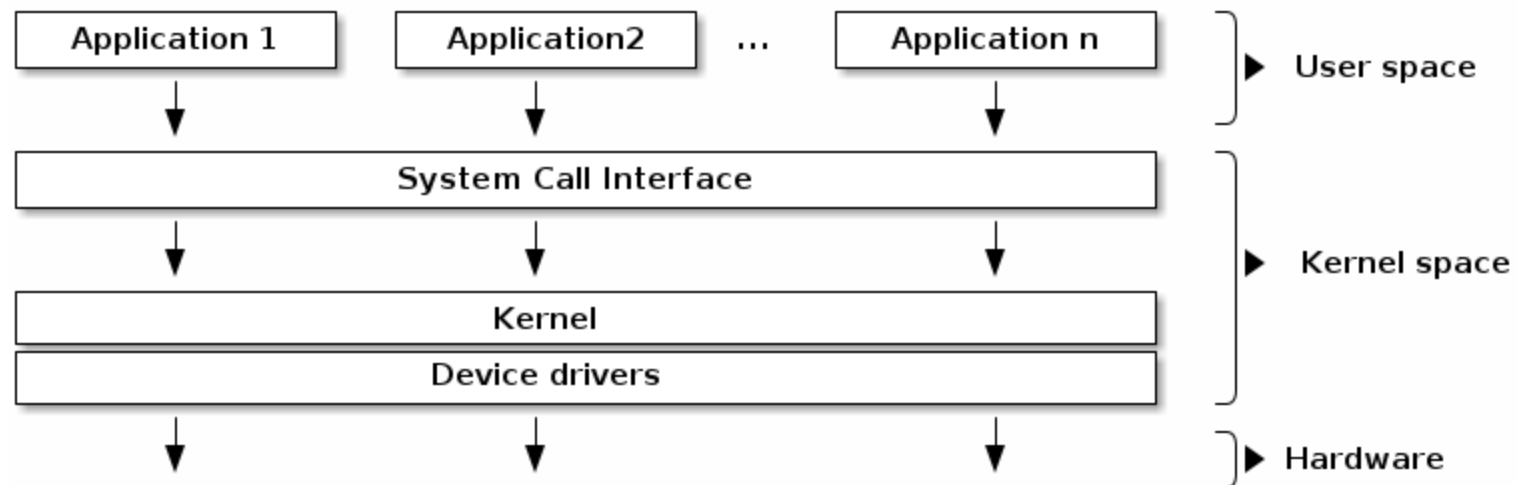 Application 1
Application2
...
Application n
User space
System Call Interface
Kernel space
Kernel
Device drivers
Hardware